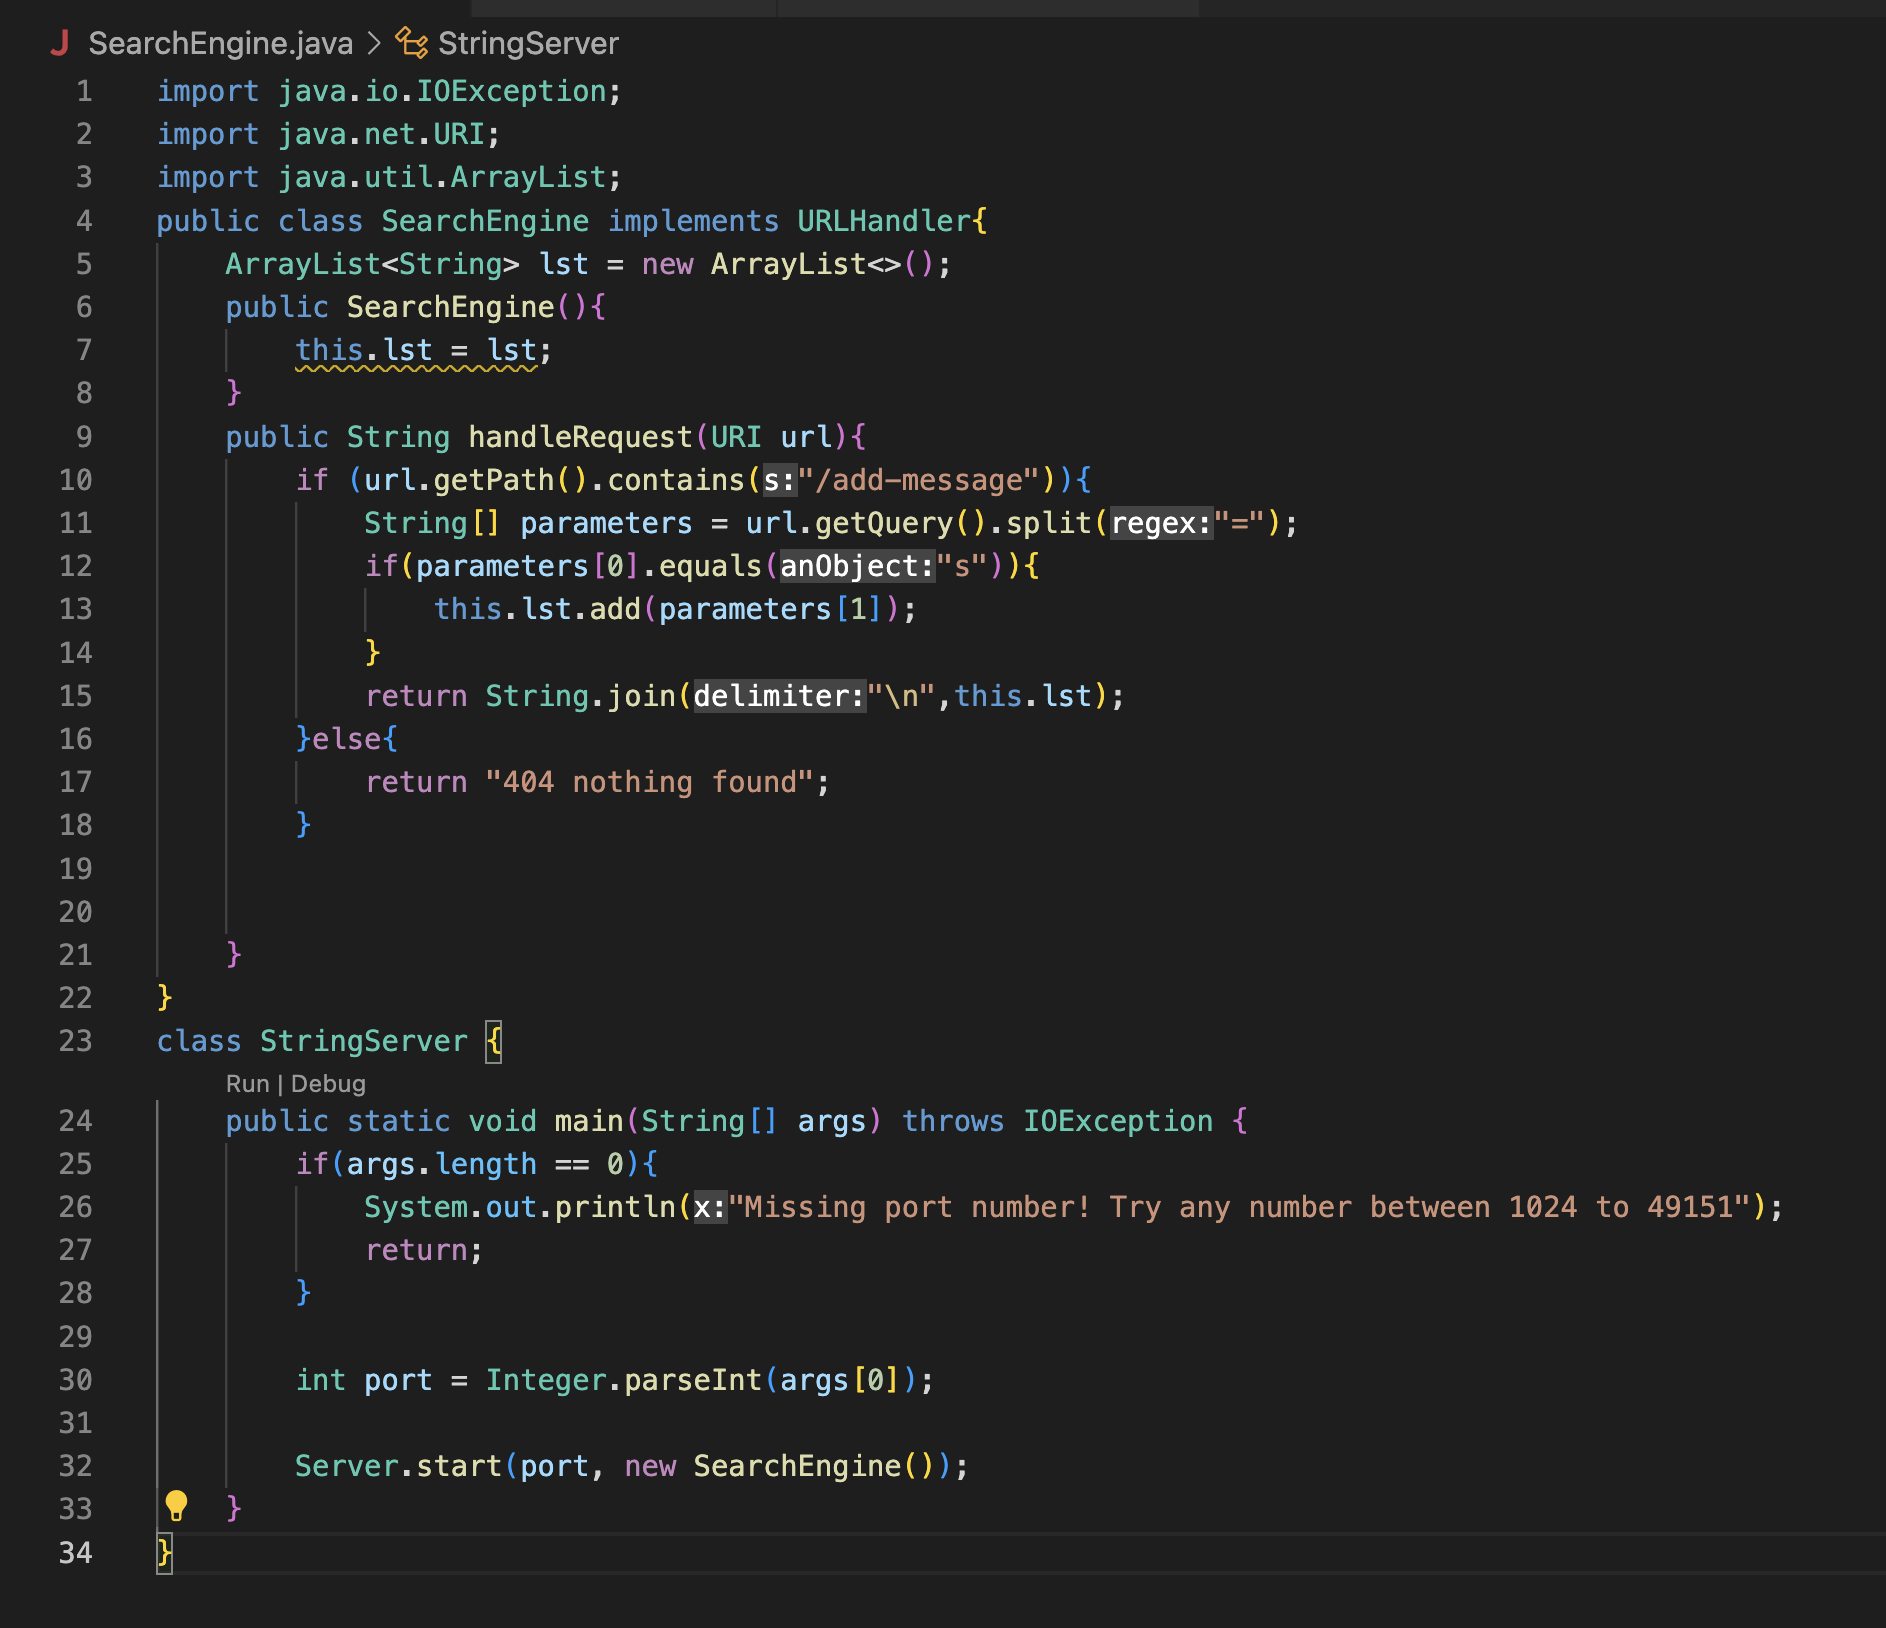 SearchEngine.java > StringServer
1 import java.io.IOException;
2 import java.net.URI;
3 import java.util.ArrayList;
4 public class SearchEngine implements URLHandler{
5     ArrayList<String> lst = new ArrayList<>();
6     public SearchEngine(){
7         this.lst = lst;
8     }
9     public String handleRequest(URI url){
10         if (url.getPath().contains(s:"/add-message")){
11             String[] parameters = url.getQuery().split(regex:"=");
12             if(parameters[0].equals(anObject:"s")){
13                 this.lst.add(parameters[1]);
14             }
15             return String.join(delimiter:"\n",this.lst);
16         }else{
17             return "404 nothing found";
18         }
19
20
21     }
22 }
23 class StringServer {
Run | Debug
24     public static void main(String[] args) throws IOException {
25         if(args.length == 0){
26             System.out.println(x:"Missing port number! Try any number between 1024 to 49151");
27             return;
28         }
29
30         int port = Integer.parseInt(args[0]);
31
32         Server.start(port, new SearchEngine());
33     }
34 }